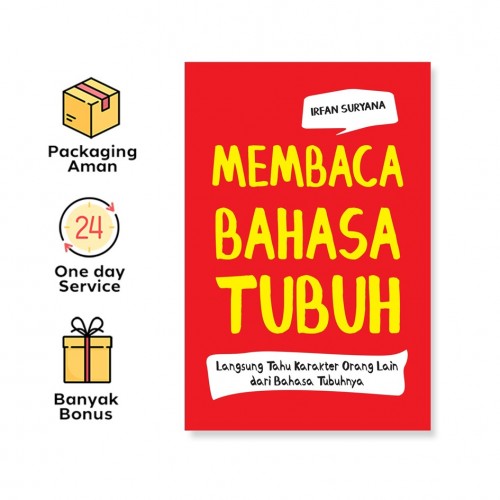 Packaging
Aman
24
One day
Service
Banyak
Bonus
IRFAN SURYANA
MEMBACA
BAHASA
TUBUH
Langsung Tahu Karakter Orang Lain
dari Bahasa Tubuhnya